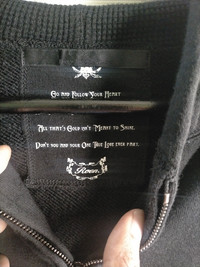 Go and Follow Your Heart
All that's Gold isn't Meant to Shine.
Don't you and your One True Love ever part.
Roen